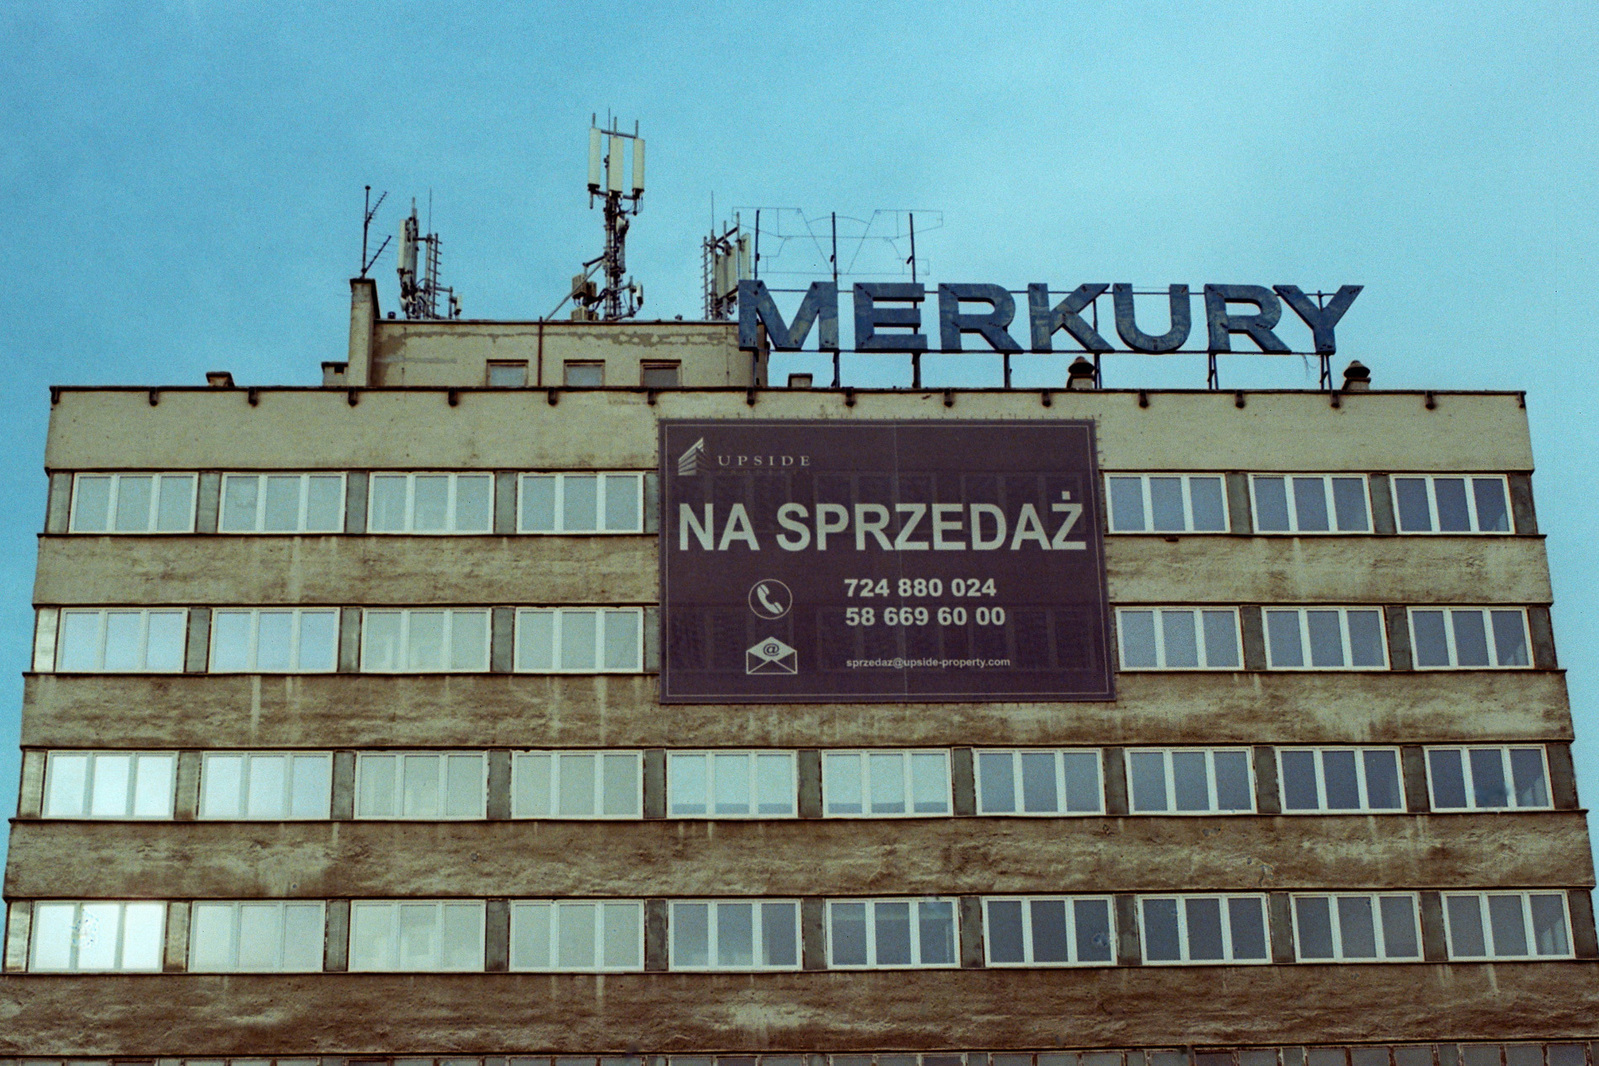 MERKURY
UPSIDE
NA SPRZEDAŻ
724 880 024
58 669 60 00
@
sprzedaz@upside-property.com